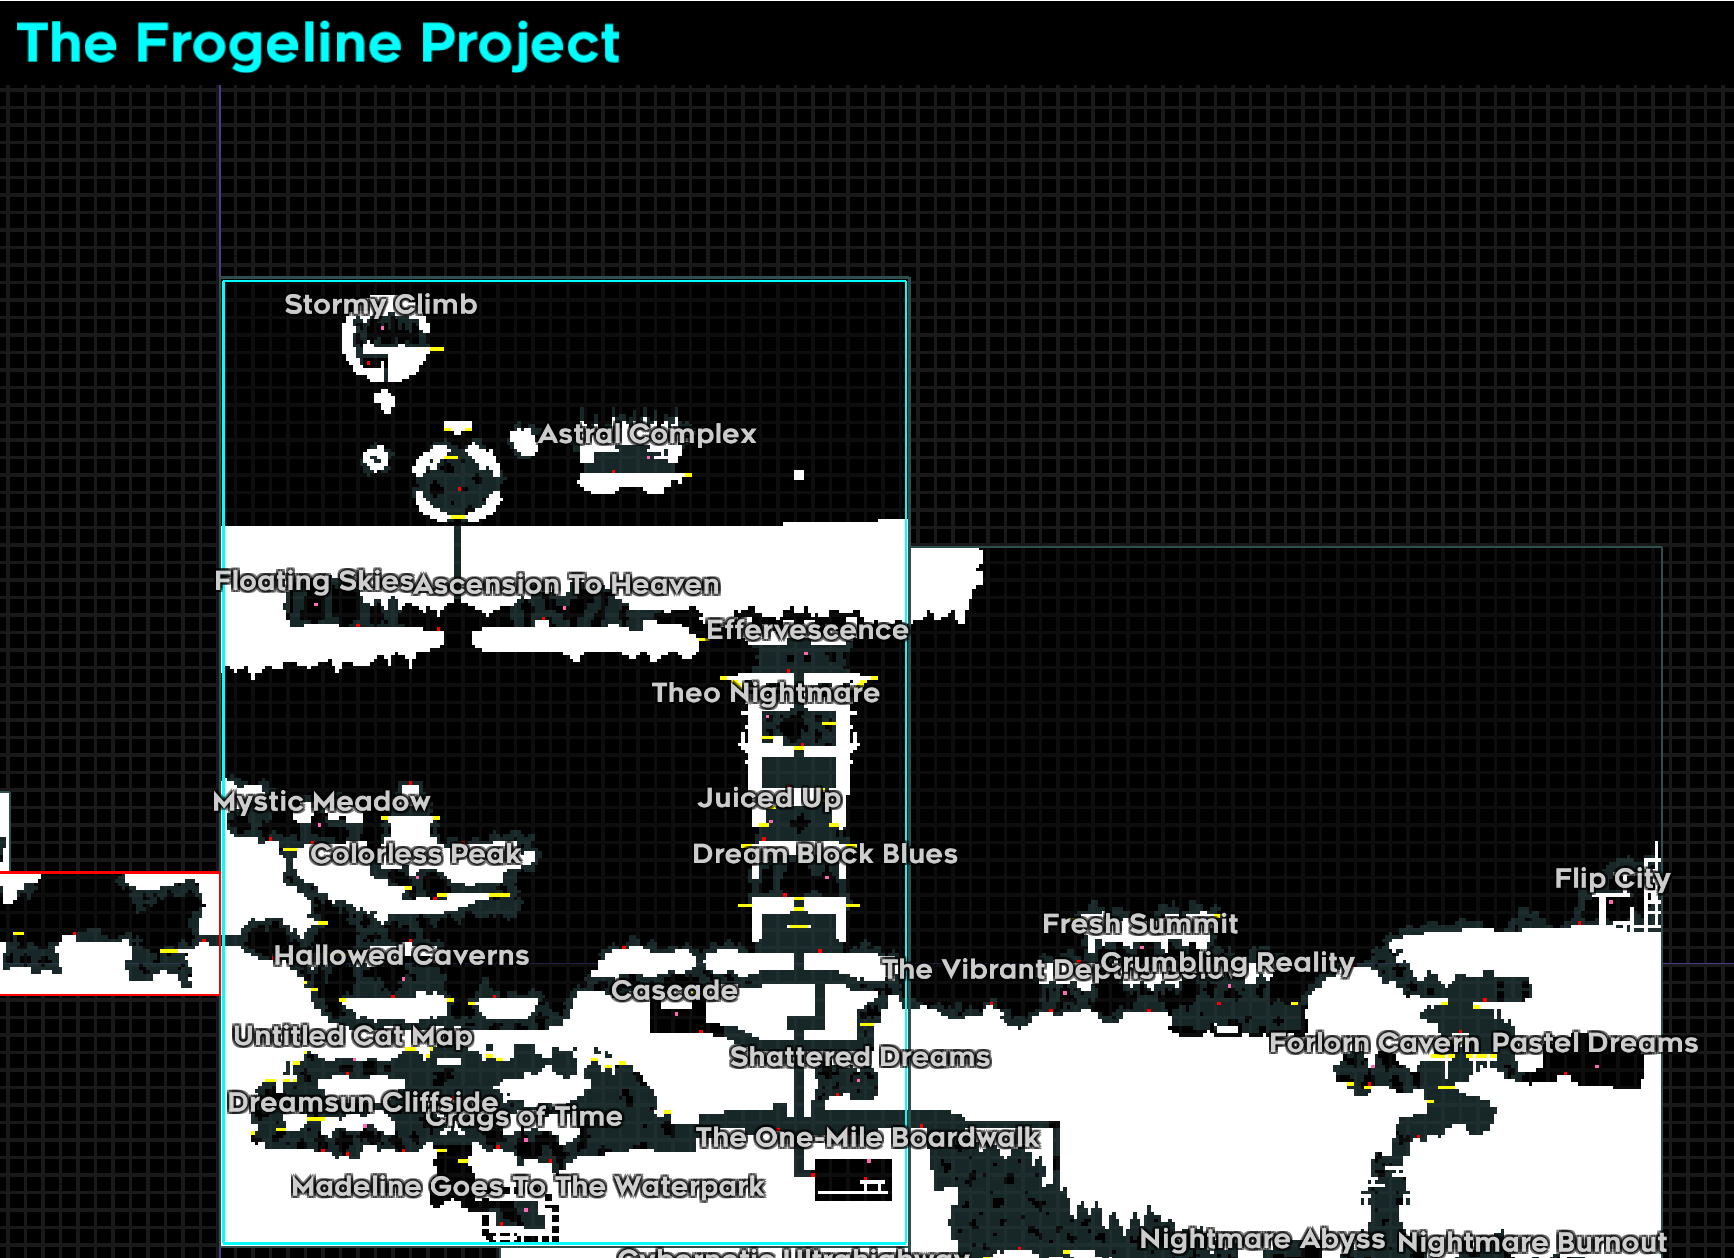 The Frogeline Project
Stormy Climb
Astral Complex
Floating Skies
Ascension To Heaven
Effervescence
Theo Nightmare
Juiced Up
Mystic Meadow
Colorless Peak
Dream Block Blues
Flip City
Fresh Summit
Hallowed Caverns
The Vibrant Depths
Crumbling Reality
Cascade
Untitled Cat Map
Shattered Dreams
Forlorn Cavern
Pastel Dreams
Dreamsun Cliffside
Crags of Time
The One-Mile Boardwalk
Madeline Goes To The Waterpark
Nightmare Abyss
Nightmare Burnout
Cybernetic Ultrahighway